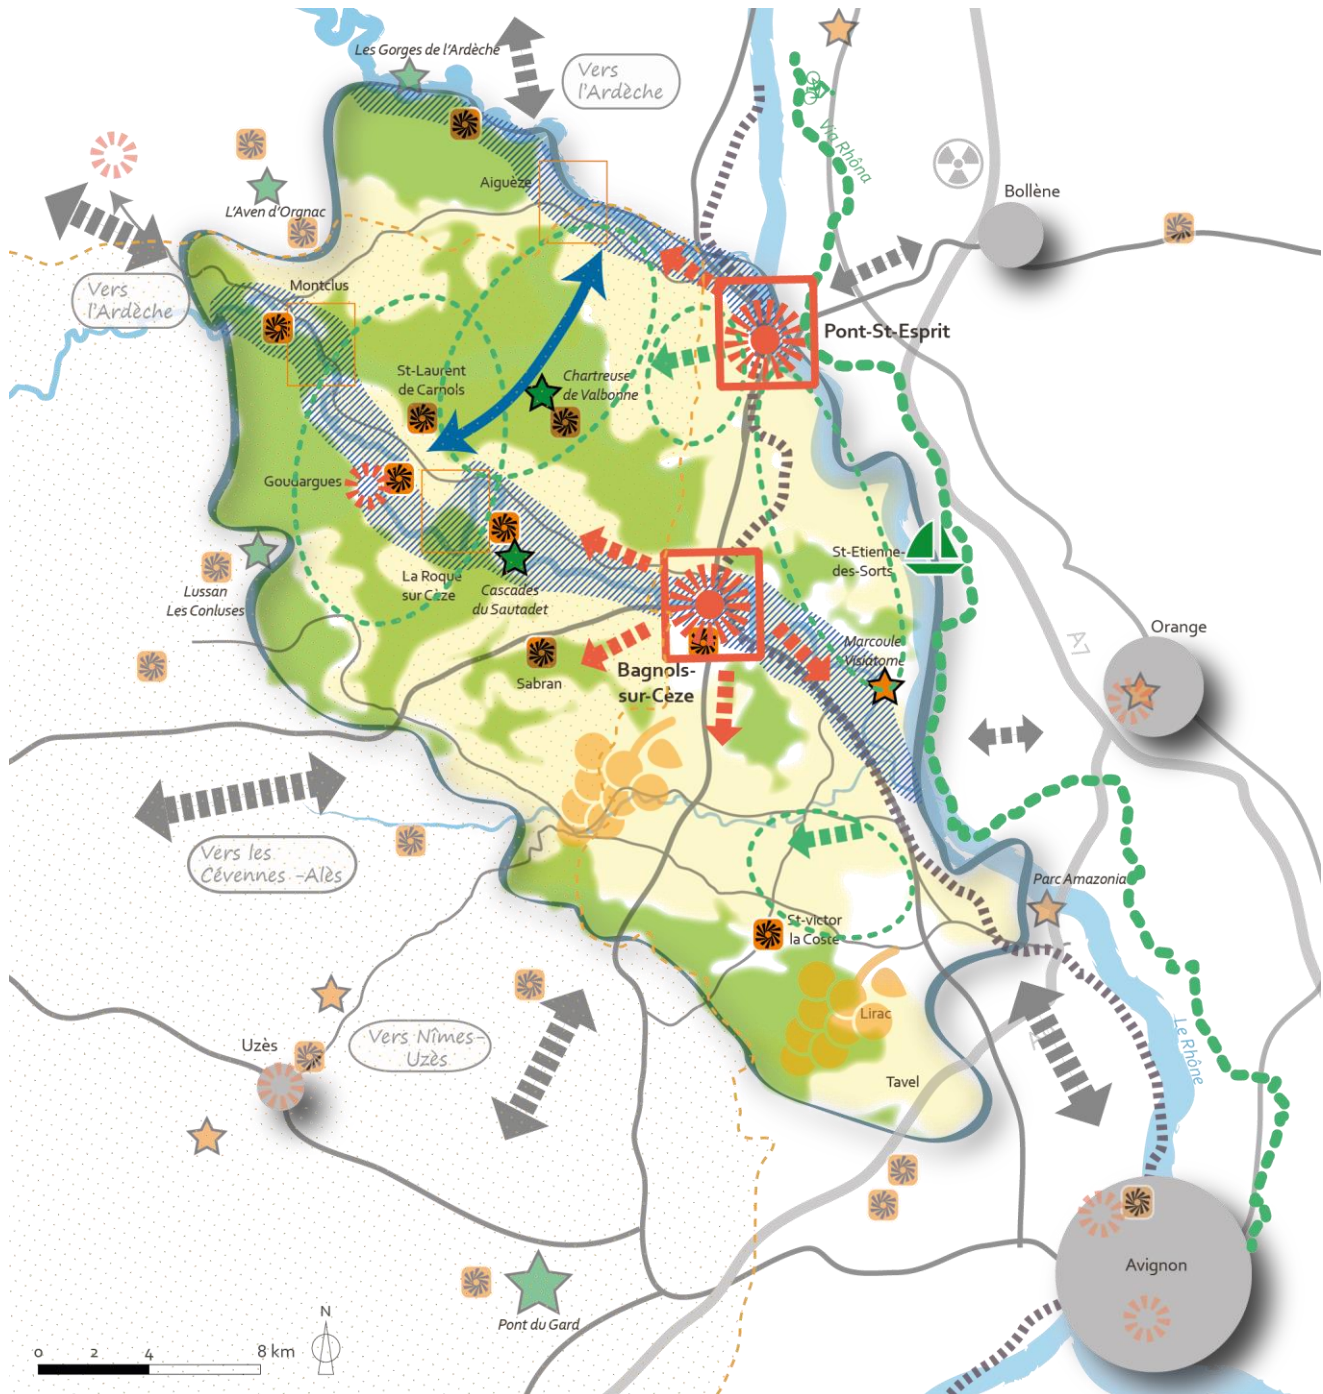 Les Gorges de l'Ardèche
Vers
l'Ardèche
Via Rhôna
Bollène
Aiguèze
L'Aven d'Orgnac
Vers
l'Ardèche
Montclus
Pont-St-Esprit
St-Laurent
de Carnols
Chartreuse
de Valbonne
Goudargues
St-Etienne-
des-Sorts
La Roque
sur Cèze
Cascades
du Sautadet
Lussan
Les Conluses
Orange
A7
Marcoule
Visiatome
Sabran
Bagnols-
sur-Cèze
Vers les
Cévennes -Alès
Parc Amazonia
St-victor
la Coste
Lirac
Le Rhône
Uzès
Vers Nîmes-
Uzès
Tavel
Avignon
Pont du Gard
N
0 2 4 8 km